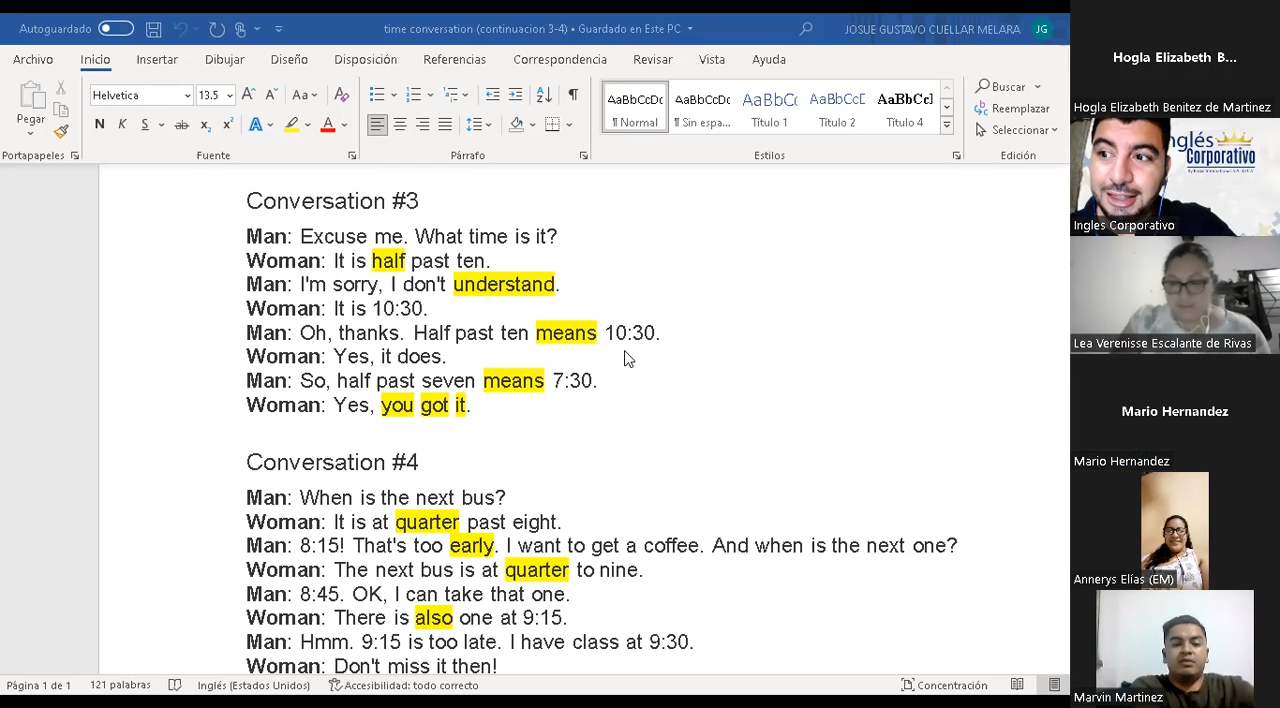 Autoguardado
time conversation (continuacion 3-4) • Guardado en Este PC
JOSUE GUSTAVO CUELLAR MELARA
JG
Archivo Inicio Insertar Dibujar Diseño Disposición Referencias Correspondencia Revisar Vista Ayuda
Pegar
Portapapeles
Helvetica 13.5
Aa
N K S ab x₂ x² A A
Fuente
Párrafo
AaBbCcDc AaBbCcDc AaBbCc AaBbCcD AaBbCcI
¶ Normal ¶ Sin espa... Título 1 Título 2 Título 4
Estilos
Buscar
Reemplazar
Seleccionar
Edición
Conversation #3
Man: Excuse me. What time is it?
Woman: It is half past ten.
Man: I'm sorry, I don't understand.
Woman: It is 10:30.
Man: Oh, thanks. Half past ten means 10:30.
Woman: Yes, it does.
Man: So, half past seven means 7:30.
Woman: Yes, you got it.
Conversation #4
Man: When is the next bus?
Woman: It is at quarter past eight.
Man: 8:15! That's too early. I want to get a coffee. And when is the next one?
Woman: The next bus is at quarter to nine.
Man: 8:45. OK, I can take that one.
Woman: There is also one at 9:15.
Man: Hmm. 9:15 is too late. I have class at 9:30.
Woman: Don't miss it then!
Página 1 de 1 121 palabras Inglés (Estados Unidos) Accesibilidad: todo correcto Concentración
Hogla Elizabeth B...
Hogla Elizabeth Benitez de Martinez
Inglés
Corporativo
Ingles Corporativo
Lea Verenisse Escalante de Rivas
Mario Hernandez
Mario Hernandez
Annerys Elías (EM)
Marvin Martinez